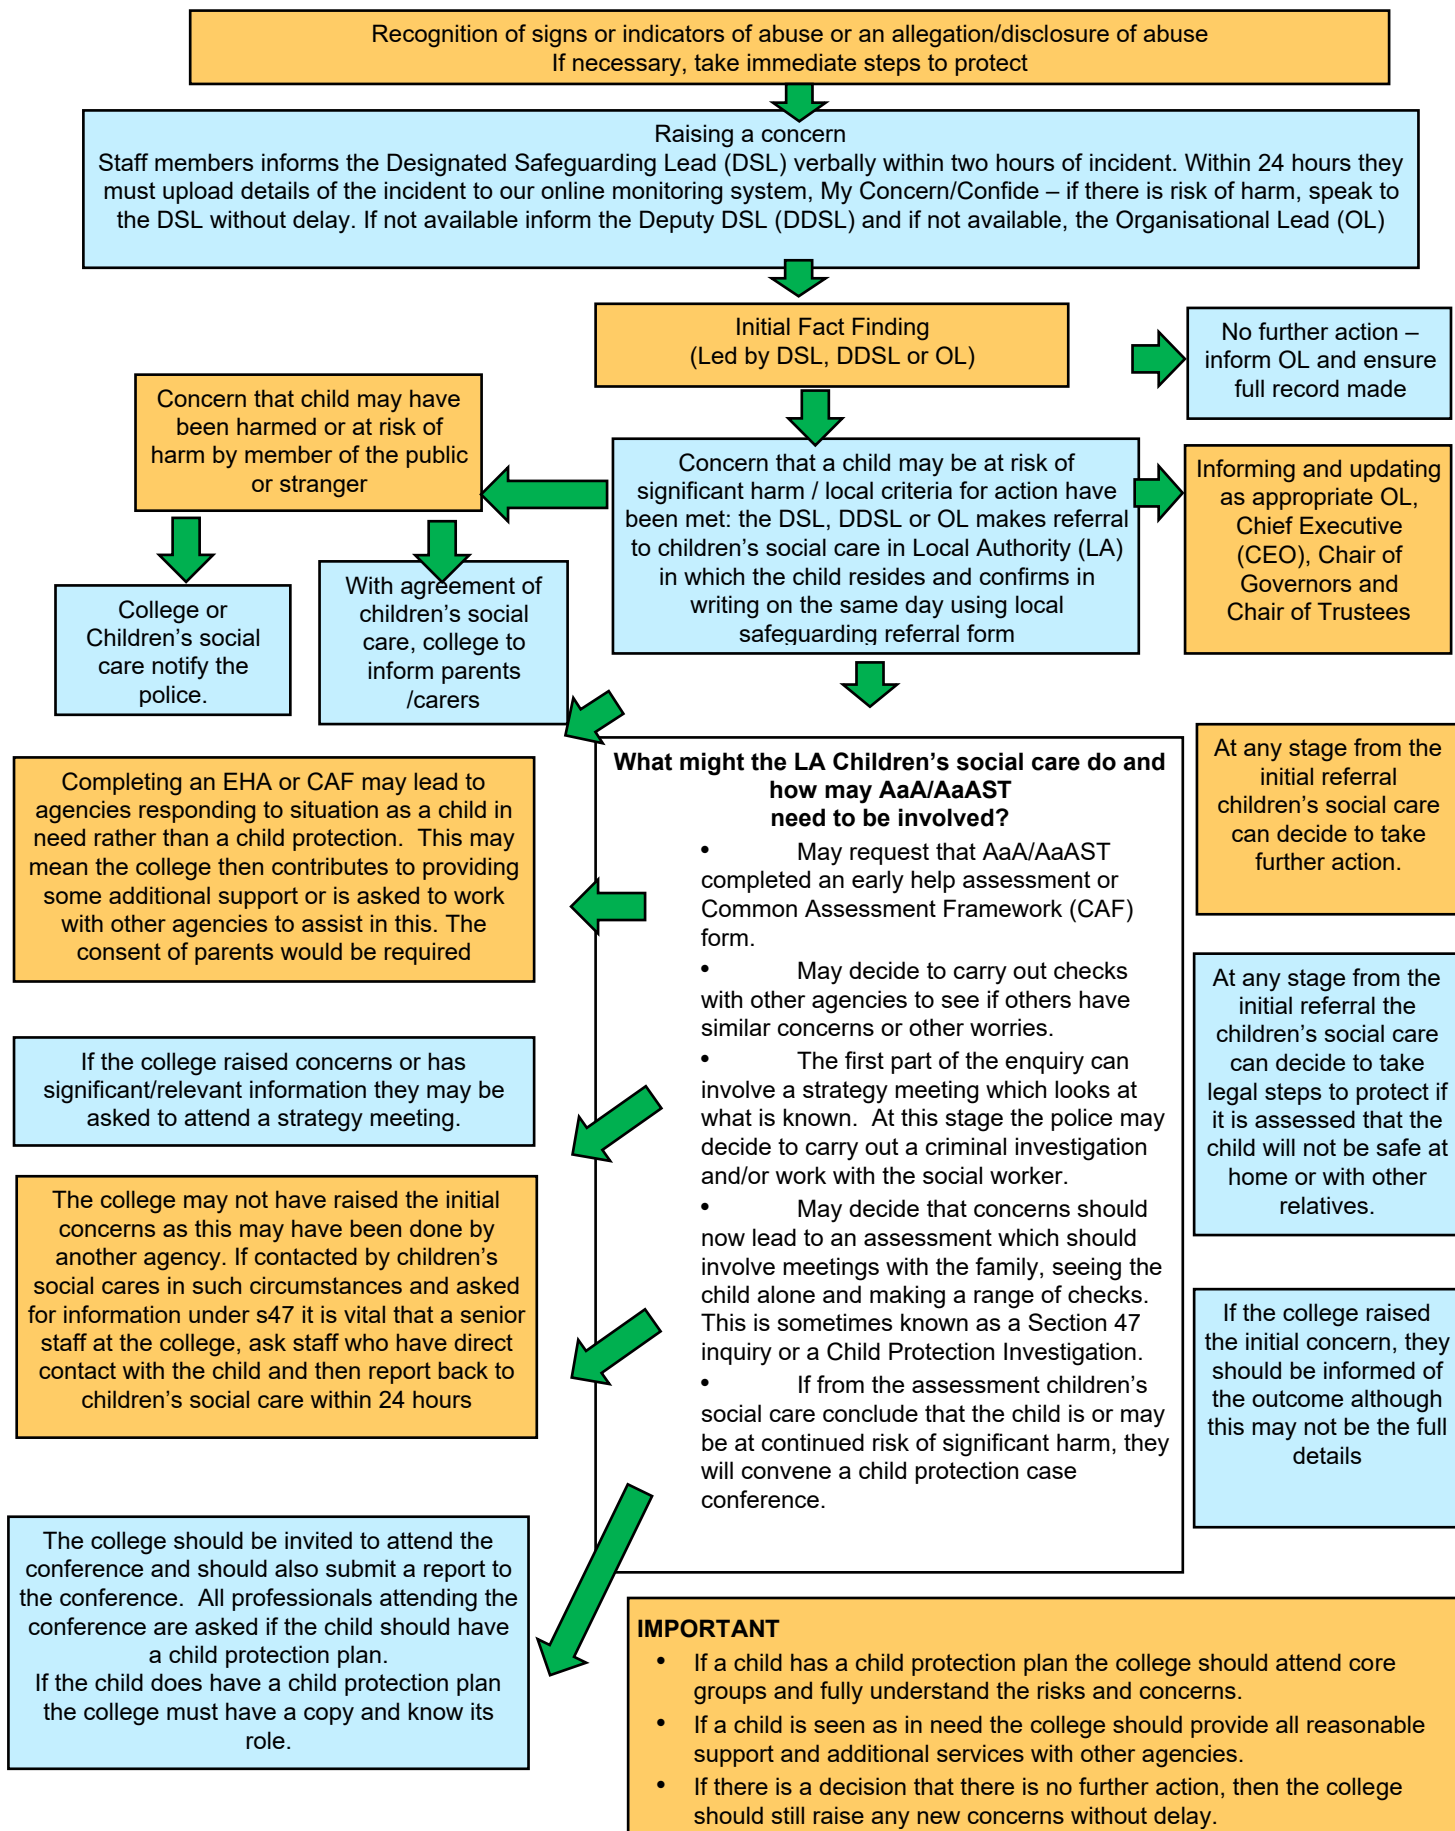 Recognition of signs or indicators of abuse or an allegation/disclosure of abuse
If necessary, take immediate steps to protect
Raising a concern
Staff members informs the Designated Safeguarding Lead (DSL) verbally within two hours of incident. Within 24 hours they
must upload details of the incident to our online monitoring system, My Concern/Confide – if there is risk of harm, speak to
the DSL without delay. If not available inform the Deputy DSL (DDSL) and if not available, the Organisational Lead (OL)
Initial Fact Finding
(Led by DSL, DDSL or OL)
No further action –
inform OL and ensure
full record made
Concern that child may have
been harmed or at risk of
harm by member of the public
or stranger
Concern that a child may be at risk of
significant harm / local criteria for action have
been met: the DSL, DDSL or OL makes referral
to children’s social care in Local Authority (LA)
in which the child resides and confirms in
writing on the same day using local
safeguarding referral form
Informing and updating
as appropriate OL,
Chief Executive
(CEO), Chair of
Governors and
Chair of Trustees
College or
Children’s social
care notify the
police.
With agreement of
children’s social
care, college to
inform parents
/carers
Completing an EHA or CAF may lead to
agencies responding to situation as a child in
need rather than a child protection.  This may
mean the college then contributes to providing
some additional support or is asked to work
with other agencies to assist in this. The
consent of parents would be required
If the college raised concerns or has
significant/relevant information they may be
asked to attend a strategy meeting.
The college may not have raised the initial
concerns as this may have been done by
another agency. If contacted by children’s
social cares in such circumstances and asked
for information under s47 it is vital that a senior
staff at the college, ask staff who have direct
contact with the child and then report back to
children’s social care within 24 hours
The college should be invited to attend the
conference and should also submit a report to
the conference.  All professionals attending the
conference are asked if the child should have
a child protection plan.
If the child does have a child protection plan
the college must have a copy and know its
role.
What might the LA Children’s social care do and
how may AaA/AaAST
need to be involved?
• May request that AaA/AaAST
completed an early help assessment or
Common Assessment Framework (CAF)
form.
• May decide to carry out checks
with other agencies to see if others have
similar concerns or other worries.
• The first part of the enquiry can
involve a strategy meeting which looks at
what is known.  At this stage the police may
decide to carry out a criminal investigation
and/or work with the social worker.
• May decide that concerns should
now lead to an assessment which should
involve meetings with the family, seeing the
child alone and making a range of checks.
This is sometimes known as a Section 47
inquiry or a Child Protection Investigation.
• If from the assessment children’s
social care conclude that the child is or may
be at continued risk of significant harm, they
will convene a child protection case
conference.
At any stage from the
initial referral
children’s social care
can decide to take
further action.
At any stage from the
initial referral the
children’s social care
can decide to take
legal steps to protect if
it is assessed that the
child will not be safe at
home or with other
relatives.
If the college raised
the initial concern, they
should be informed of
the outcome although
this may not be the full
details
IMPORTANT
• If a child has a child protection plan the college should attend core
groups and fully understand the risks and concerns.
• If a child is seen as in need the college should provide all reasonable
support and additional services with other agencies.
• If there is a decision that there is no further action, then the college
should still raise any new concerns without delay.